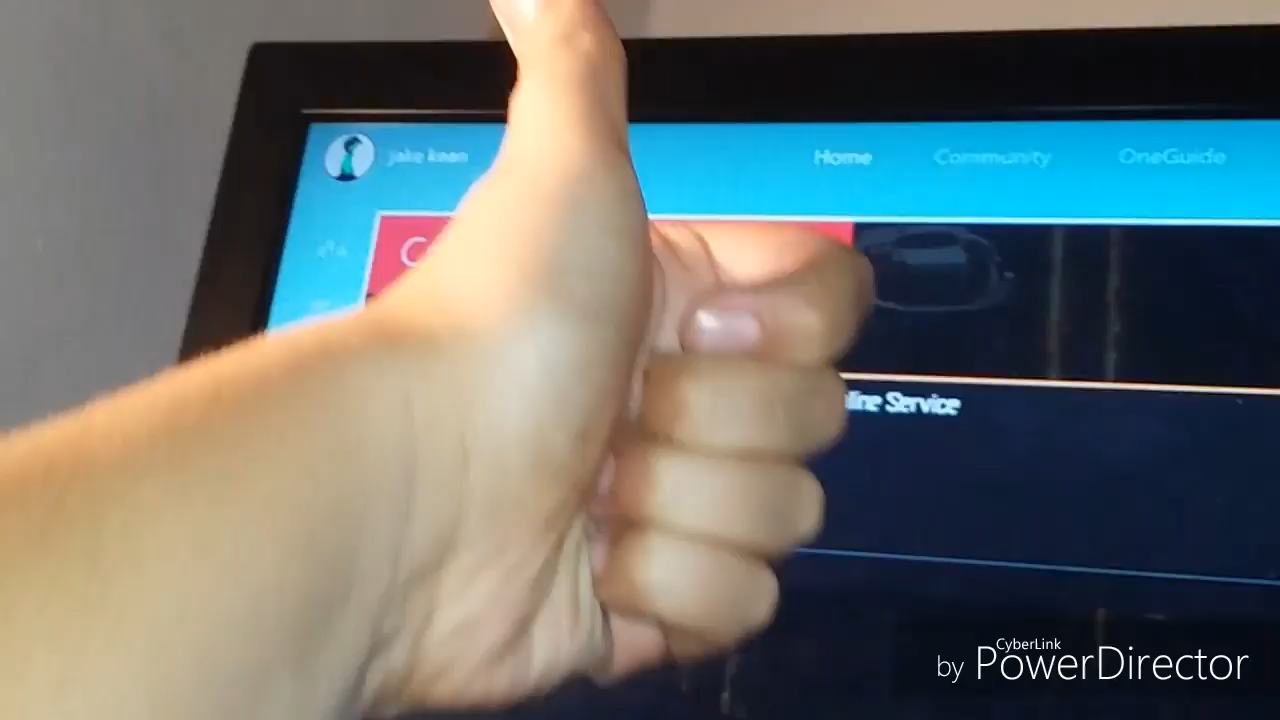 jake kean
Home Community OneGuide
C
line Service
CyberLink
by PowerDirector